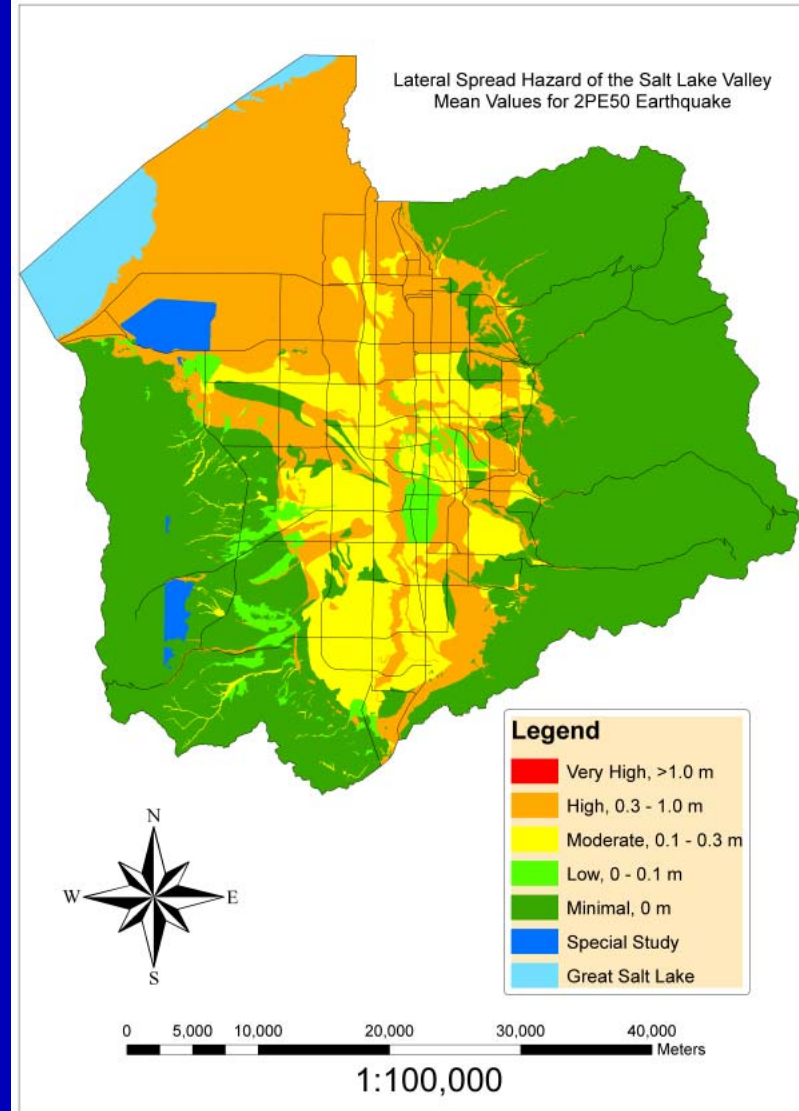 Lateral Spread Hazard of the Salt Lake Valley
Mean Values for 2PE50 Earthquake
Legend
Very High, >1.0 m
High, 0.3 - 1.0 m
Moderate, 0.1 - 0.3 m
Low, 0 - 0.1 m
Minimal, 0 m
Special Study
Great Salt Lake
N
W E
S
0 5,000 10,000 20,000 30,000 40,000
Meters
1:100,000